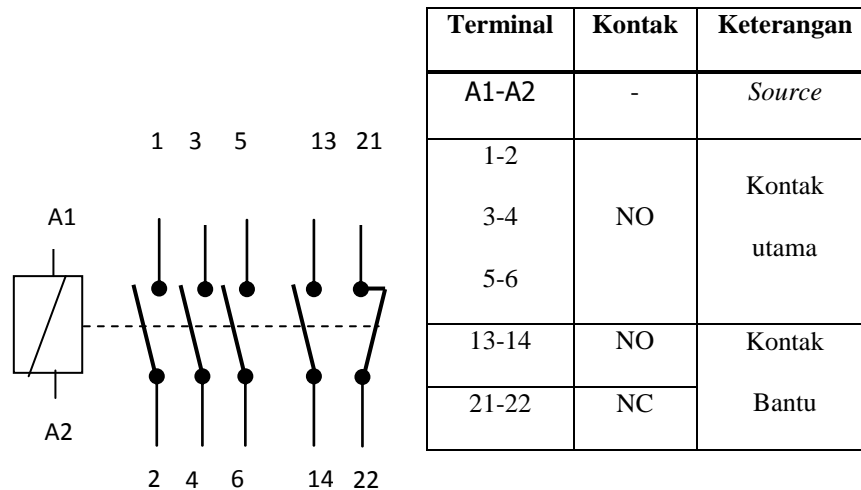 1 3 5 13 21
A1
A2
2 4 6 14 22
Terminal Kontak Keterangan
A1-A2 - Source
1-2
3-4 NO Kontak utama
5-6
13-14 NO Kontak
21-22 NC Bantu